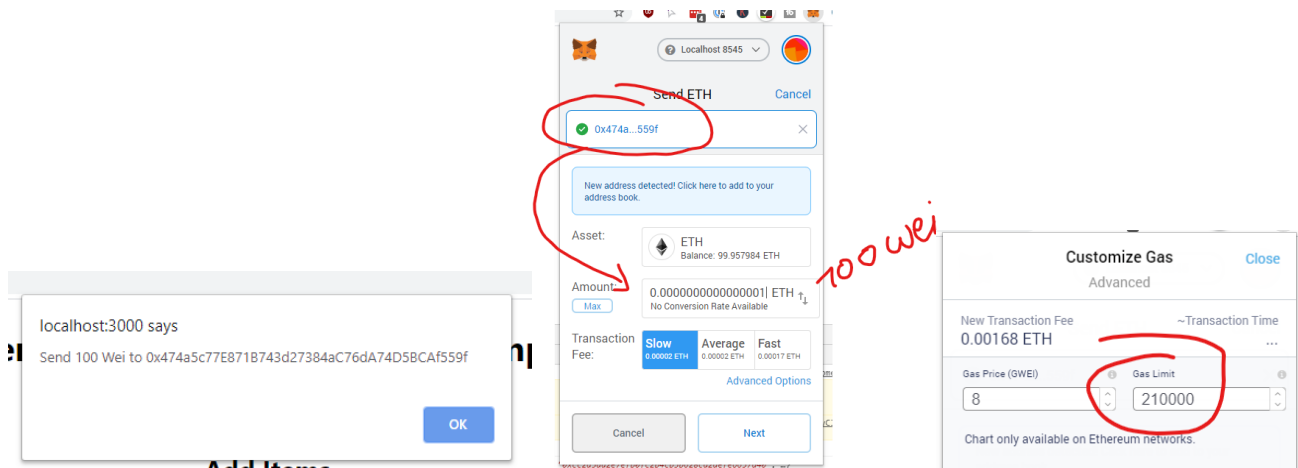 localhost:3000 says
Send 100 Wei to 0x474a5c77E871B743d27384aC76dA74D5BCAf559f
OK
Add Items
4
Localhost 8545
Send ETH
Cancel
0x474a...559f
New address detected! Click here to add to your
address book.
Asset:
ETH
Balance: 99.957984 ETH
Amount:
Max
0.0000000000000001 ETH
No Conversion Rate Available
100 wei
Transaction
Fee:
Slow
0.00002 ETH
Average
0.00002 ETH
Fast
0.00017 ETH
Advanced Options
Cancel
Next
Customize Gas
Close
Advanced
New Transaction Fee
~Transaction Time
0.00168 ETH
...
Gas Price (GWEI)
Gas Limit
8
210000
Chart only available on Ethereum networks.